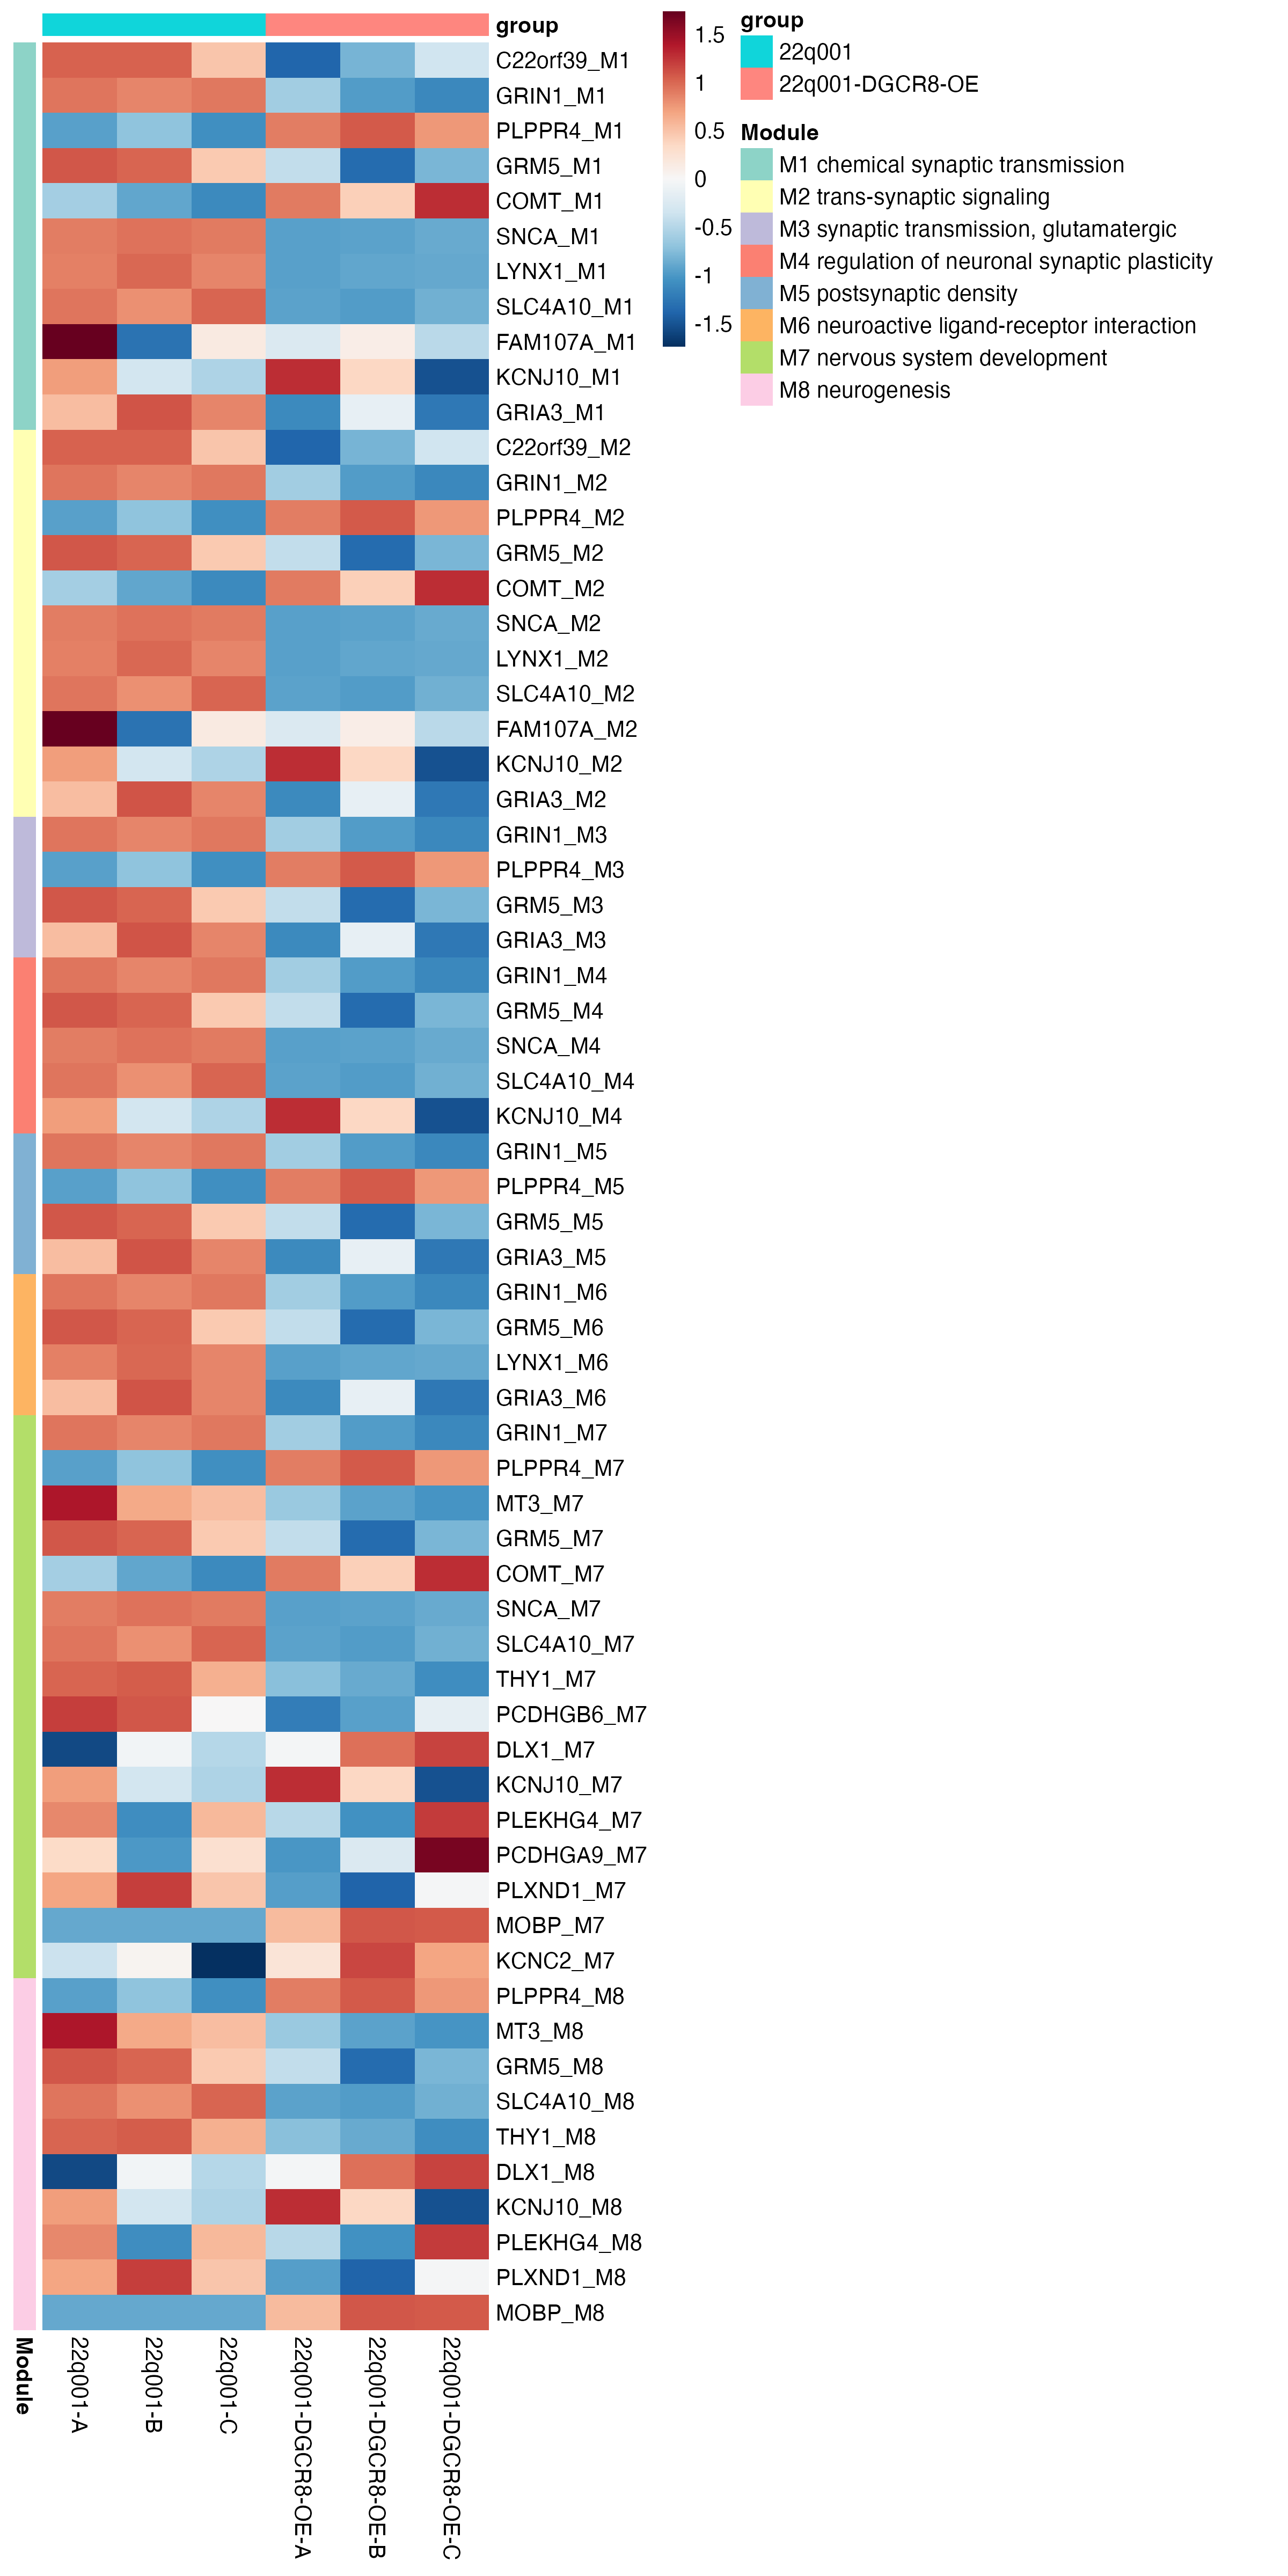 group
C22orf39_M1
GRIN1_M1
PLPPR4_M1
GRM5_M1
COMT_M1
SNCA_M1
LYNX1_M1
SLC4A10_M1
FAM107A_M1
KCNJ10_M1
GRIA3_M1
C22orf39_M2
GRIN1_M2
PLPPR4_M2
GRM5_M2
COMT_M2
SNCA_M2
LYNX1_M2
SLC4A10_M2
FAM107A_M2
KCNJ10_M2
GRIA3_M2
GRIN1_M3
PLPPR4_M3
GRM5_M3
GRIA3_M3
GRIN1_M4
GRM5_M4
SNCA_M4
SLC4A10_M4
KCNJ10_M4
GRIN1_M5
PLPPR4_M5
GRM5_M5
GRIA3_M5
GRIN1_M6
GRM5_M6
LYNX1_M6
GRIA3_M6
GRIN1_M7
PLPPR4_M7
MT3_M7
GRM5_M7
COMT_M7
SNCA_M7
SLC4A10_M7
THY1_M7
PCDHGB6_M7
DLX1_M7
KCNJ10_M7
PLEKHG4_M7
PCDHGA9_M7
PLXND1_M7
MOBP_M7
KCNC2_M7
PLPPR4_M8
MT3_M8
GRM5_M8
SLC4A10_M8
THY1_M8
DLX1_M8
KCNJ10_M8
PLEKHG4_M8
PLXND1_M8
MOBP_M8
Module
22q001-A
22q001-B
22q001-C
22q001-DGCR8-OE-A
22q001-DGCR8-OE-B
22q001-DGCR8-OE-C
1.5
1
0.5
0
-0.5
-1
-1.5
group
22q001
22q001-DGCR8-OE
Module
M1 chemical synaptic transmission
M2 trans-synaptic signaling
M3 synaptic transmission, glutamatergic
M4 regulation of neuronal synaptic plasticity
M5 postsynaptic density
M6 neuroactive ligand-receptor interaction
M7 nervous system development
M8 neurogenesis